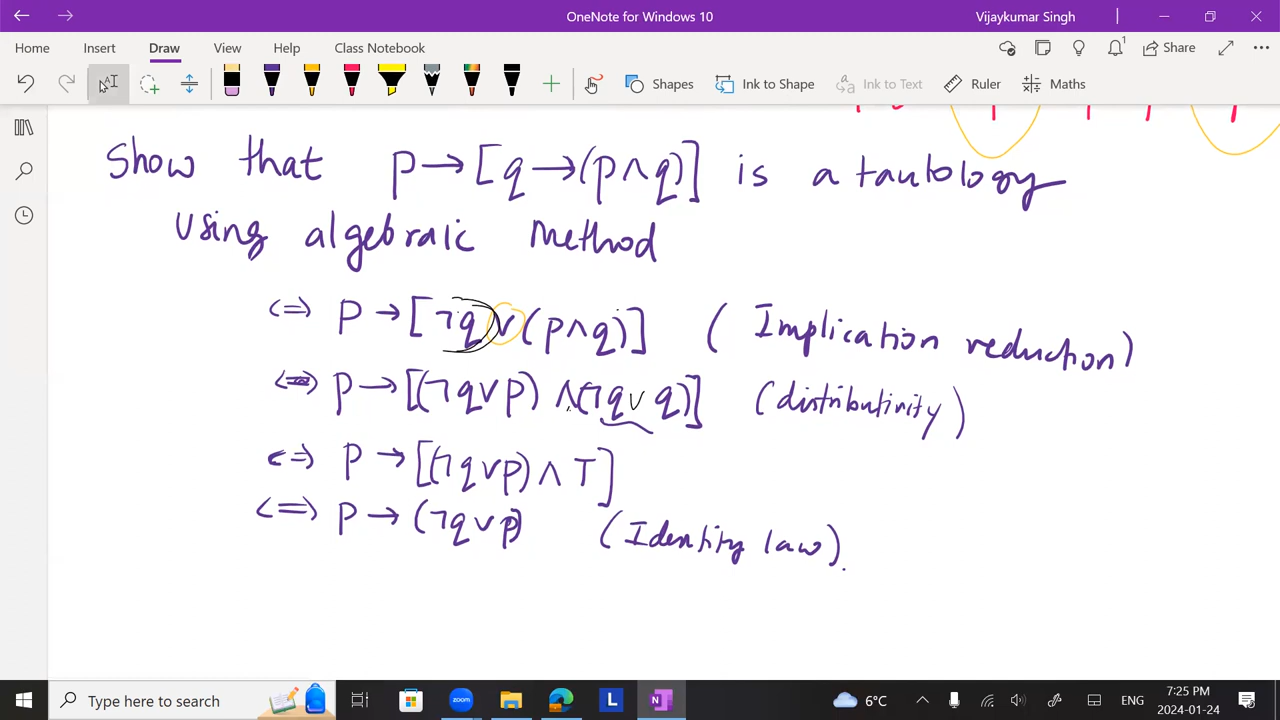 OneNote for Windows 10
Vijaykumar Singh
Home Insert Draw View Help Class Notebook Share
Shapes Ink to Shape Ink to Text Ruler Maths
Show that p→[q→(p∧q)] is a tautology
Using algebraic method
<=> P→[¬q∨(p∧q)] (Implication reduction)
<=> P→[(¬q∨p)∧(¬q∨q)] (distributinity)
<=> P→[(¬q∨p)∧T]
<=> P→(¬q∨p) (Identity law).
Type here to search
L
N
zoom
6°C
ENG
7:25 PM
2024-01-24